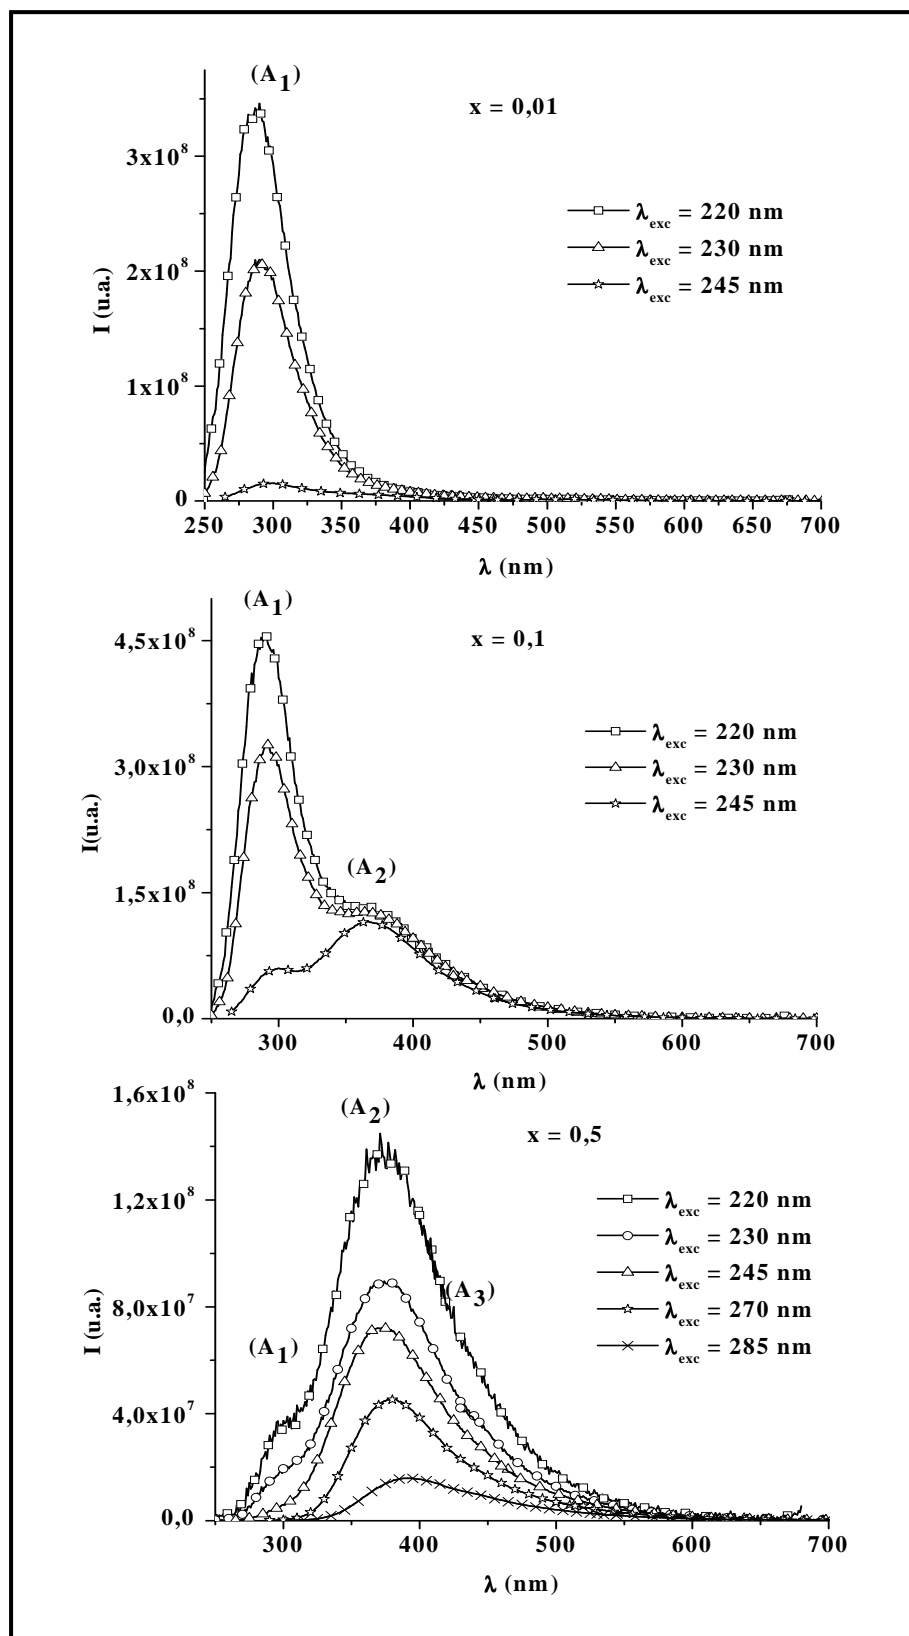 (A1)
x = 0,01
3x10^8
2x10^8
1x10^8
0
I (u.a.)
λexc = 220 nm
λexc = 230 nm
λexc = 245 nm
250 300 350 400 450 500 550 600 650 700
λ (nm)
(A1)
x = 0,1
4,5x10^8
3,0x10^8
1,5x10^8
0,0
I(u.a.)
(A2)
λexc = 220 nm
λexc = 230 nm
λexc = 245 nm
300 400 500 600 700
λ (nm)
1,6x10^8
1,2x10^8
8,0x10^7
4,0x10^7
0,0
I (u.a.)
(A2)
x = 0,5
(A3)
(A1)
λexc = 220 nm
λexc = 230 nm
λexc = 245 nm
λexc = 270 nm
λexc = 285 nm
300 400 500 600 700
λ (nm)